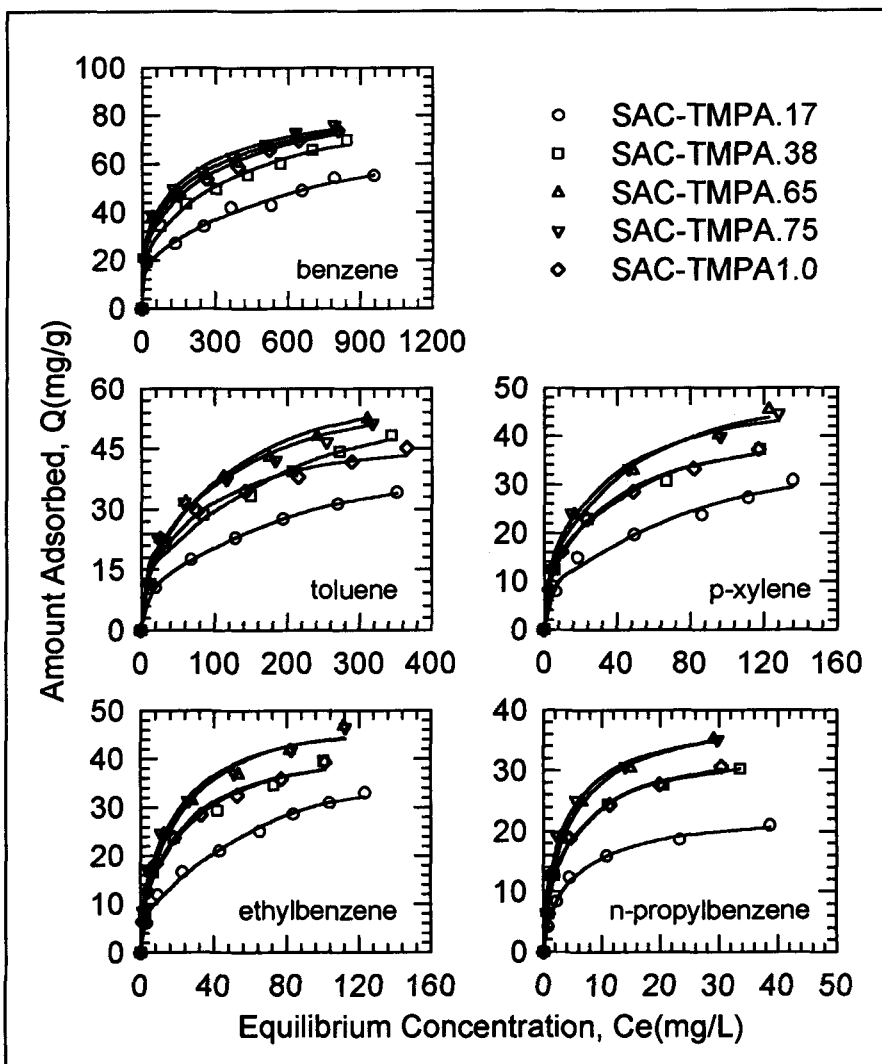 100
80
60
40
20
0
benzene
0 300 600 900 1200
SAC-TMPA.17
SAC-TMPA.38
SAC-TMPA.65
SAC-TMPA.75
SAC-TMPA1.0
Amount Adsorbed, Q(mg/g)
60
45
30
15
0
toluene
0 100 200 300 400
50
40
30
20
10
0
p-xylene
0 40 80 120 160
50
40
30
20
10
0
ethylbenzene
0 40 80 120 160
40
30
20
10
0
n-propylbenzene
0 10 20 30 40 50
Equilibrium Concentration, Ce(mg/L)